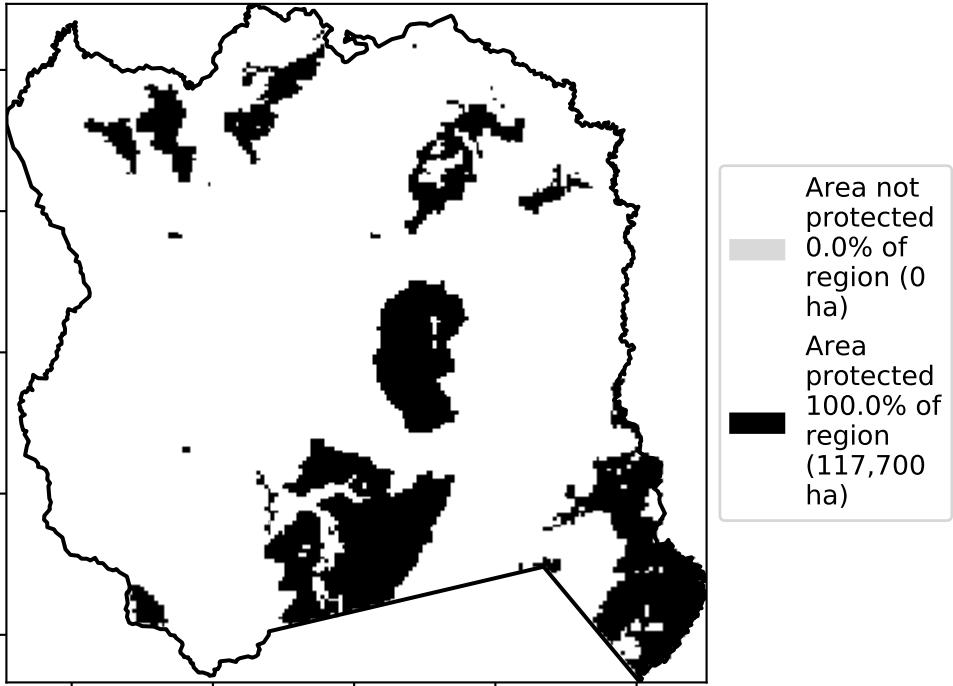 Area not
protected
0.0% of
region (0
ha)
Area
protected
100.0% of
region
(117,700
ha)